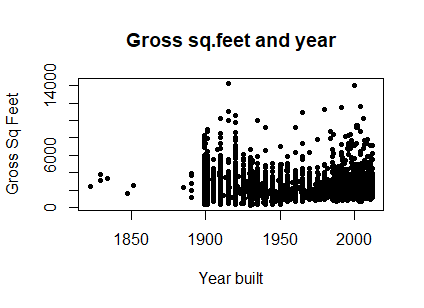 Gross sq.feet and year
Gross Sq Feet
14000
6000
0
1850 1900 1950 2000
Year built